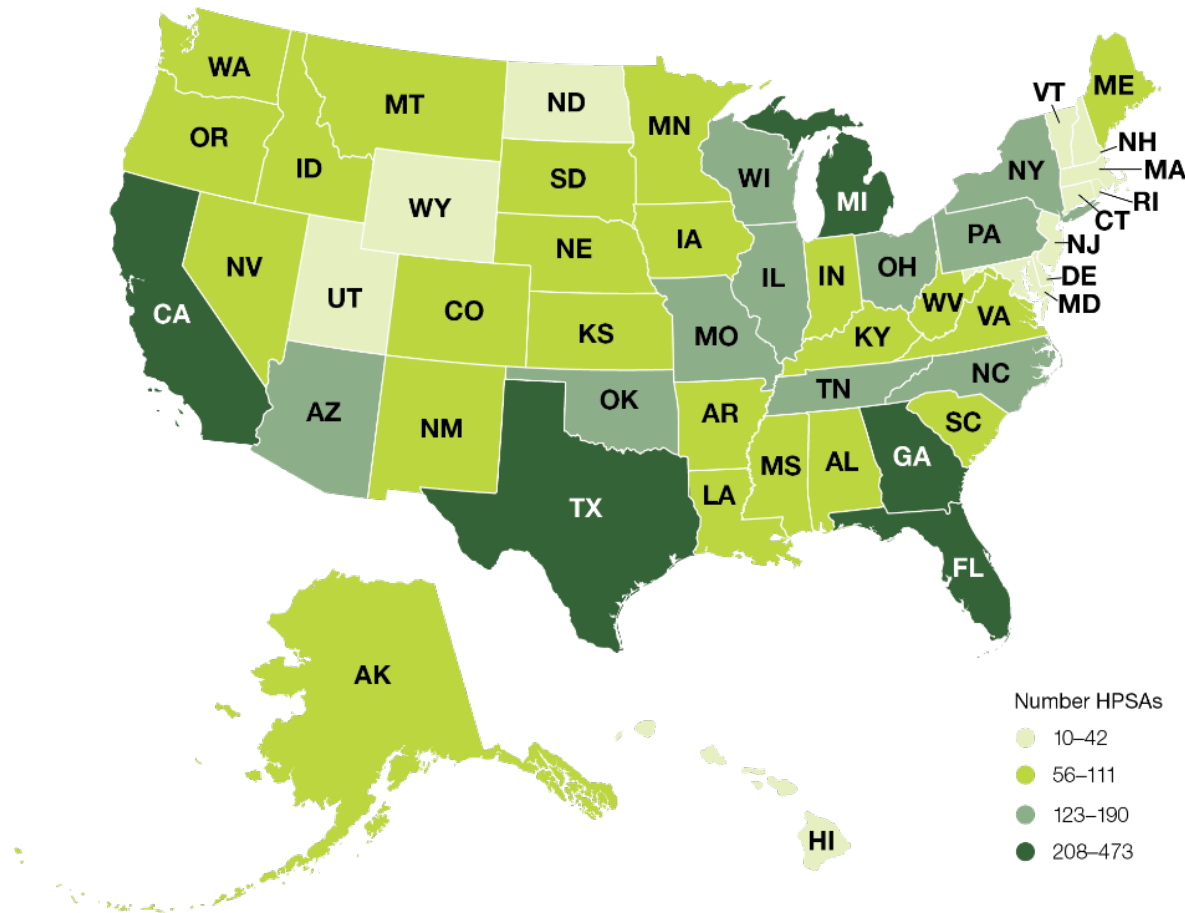 WA
MT
ND
MN
VT
ME
OR
ID
SD
WI
MI
NY
NH
MA
RI
CT
WY
NE
IA
PA
NJ
NV
UT
CO
IL
IN
OH
DE
MD
WV
VA
CA
KS
MO
KY
AZ
NM
OK
AR
TN
NC
SC
TX
LA
MS
AL
GA
FL
AK
HI
Number HPSAs
10–42
56–111
123–190
208–473